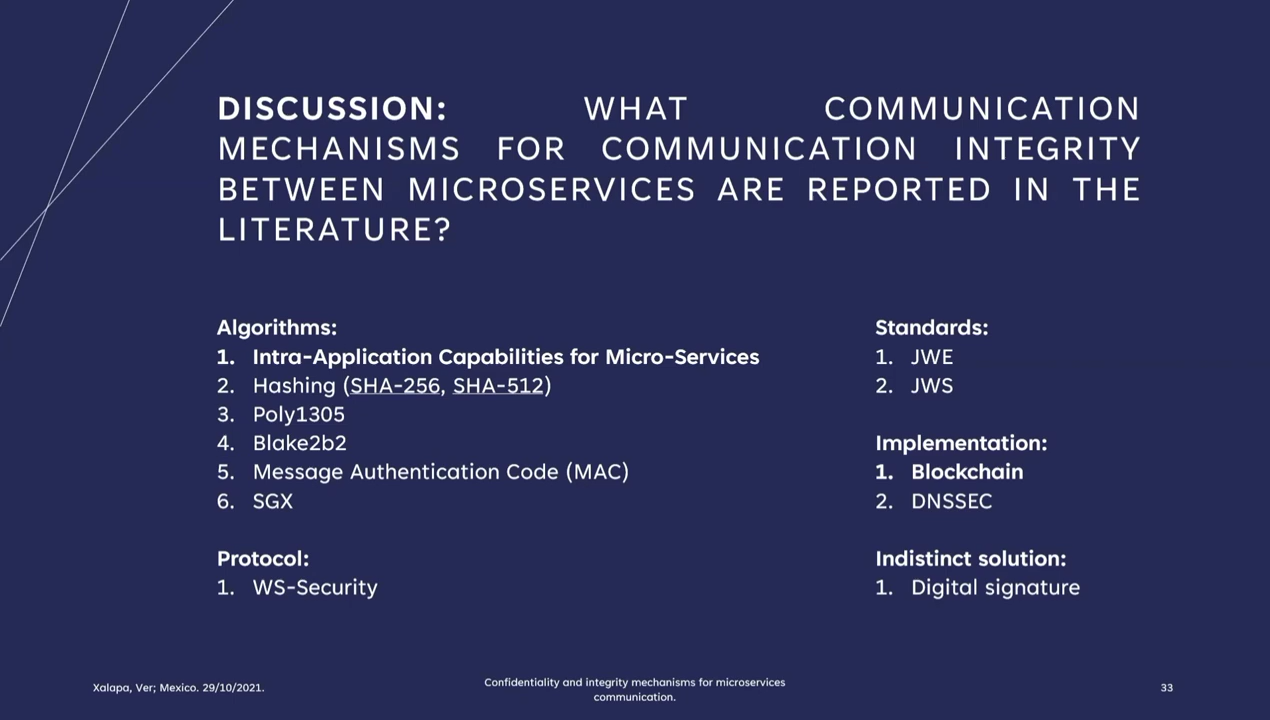 DISCUSSION: WHAT COMMUNICATION
MECHANISMS FOR COMMUNICATION INTEGRITY
BETWEEN MICROSERVICES ARE REPORTED IN THE
LITERATURE?
Algorithms:
1. Intra-Application Capabilities for Micro-Services
2. Hashing (SHA-256, SHA-512)
3. Poly1305
4. Blake2b2
5. Message Authentication Code (MAC)
6. SGX
Protocol:
1. WS-Security
Standards:
1. JWE
2. JWS
Implementation:
1. Blockchain
2. DNSSEC
Indistinct solution:
1. Digital signature
Xalapa, Ver; Mexico. 29/10/2021.
Confidentiality and integrity mechanisms for microservices
communication.
33